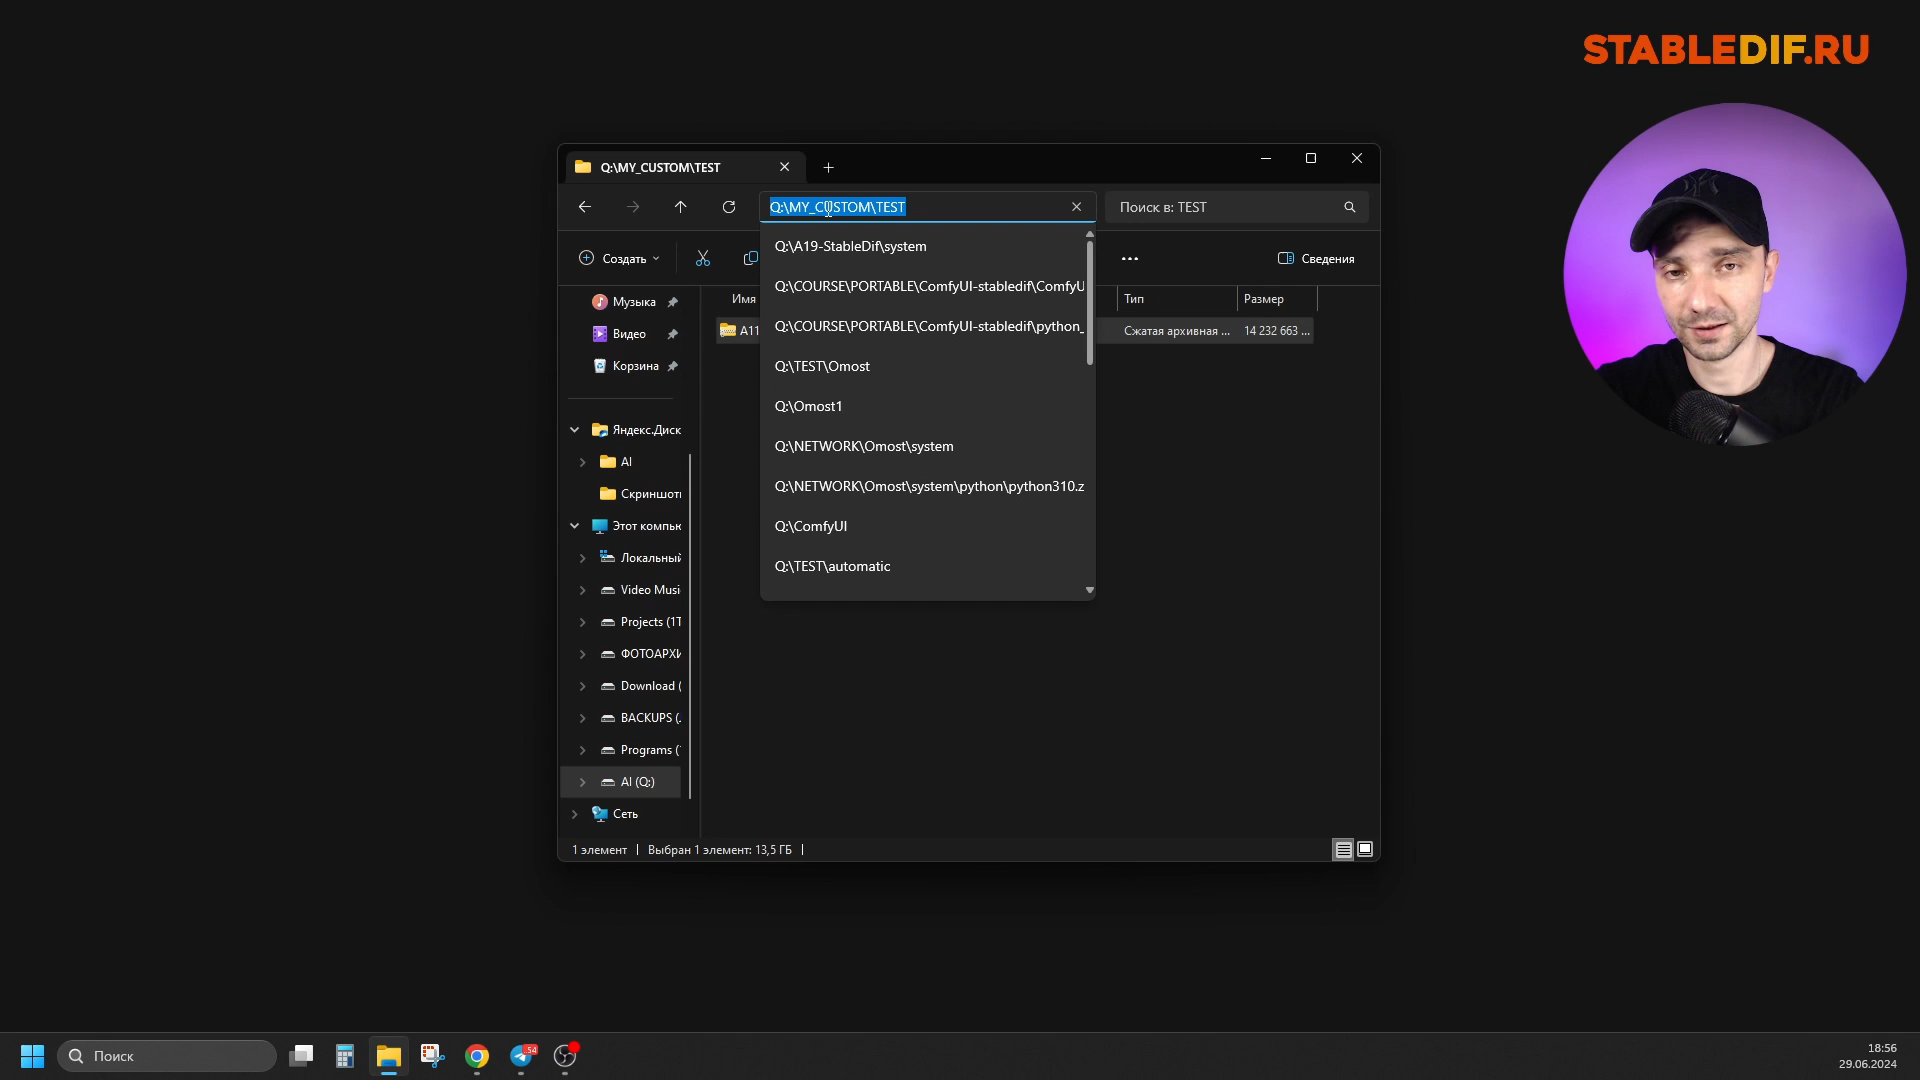 STABLEDIF.RU
Q:\MY_CUSTOM\TEST
Q:\MY_CUSTOM\TEST
Поиск в: TEST
Создать
Сведения
Q:\A19-StableDif\system
Q:\COURSE\PORTABLE\ComfyUI-stabledif\ComfyU
Q:\COURSE\PORTABLE\ComfyUI-stabledif\python_
Q:\TEST\Omost
Q:\Omost1
Q:\NETWORK\Omost\system
Q:\NETWORK\Omost\system\python\python310.z
Q:\ComfyUI
Q:\TEST\automatic
Имя
Тип
Размер
A11
Сжатая архивная ...
14 232 663 ...
Музыка
Видео
Корзина
Яндекс.Диск
AI
Скриншоты
Этот компью
Локальный
Video Musi
Projects (1T
ФОТОАРХИ
Download (
BACKUPS (
Programs (
AI (Q:)
Сеть
1 элемент
Выбран 1 элемент: 13,5 ГБ
Поиск
54
18:56
29.06.2024